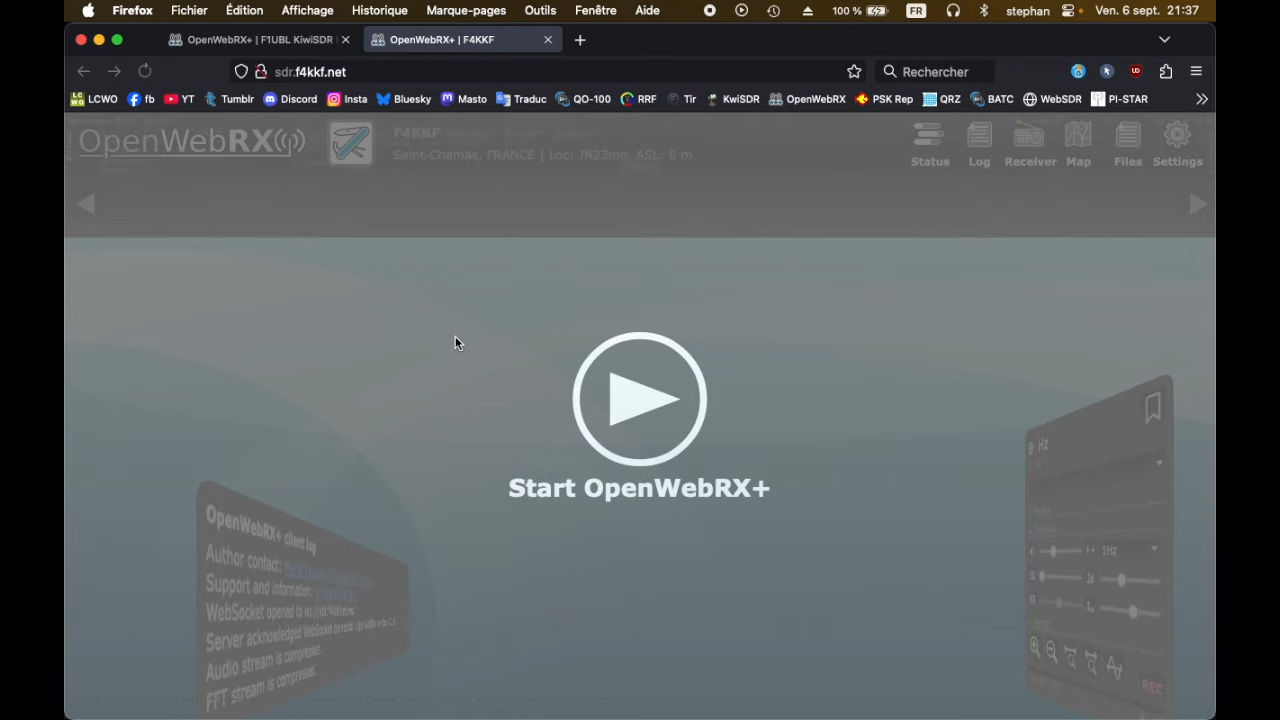 Firefox Fichier Édition Affichage Historique Marque-pages Outils Fenêtre Aide 100 % FR stephan Ven. 6 sept. à 21:37
OpenWebRX+ | F1UBL KiwiSDR OpenWebRX+ | F4KKF
sdr.f4kkf.net Rechercher
LCWO fb YT Tumblr Discord Insta Bluesky Masto Traduc QO-100 RRF Tir KwiSDR OpenWebRX PSK Rep QRZ BATC WebSDR PI-STAR
OpenWebRX F4KKF
Saint-Chamas, FRANCE | Loc: JN23mn, ASL: 5 m
Status Log Receiver Map Files Settings
Start OpenWebRX+
OpenWebRX+ client log
Author contact:
Support and information:
WebSocket opened to
Server acknowledged WebSocket
Audio stream is compressed.
FFT stream is compressed.
Hz
1Hz
REC